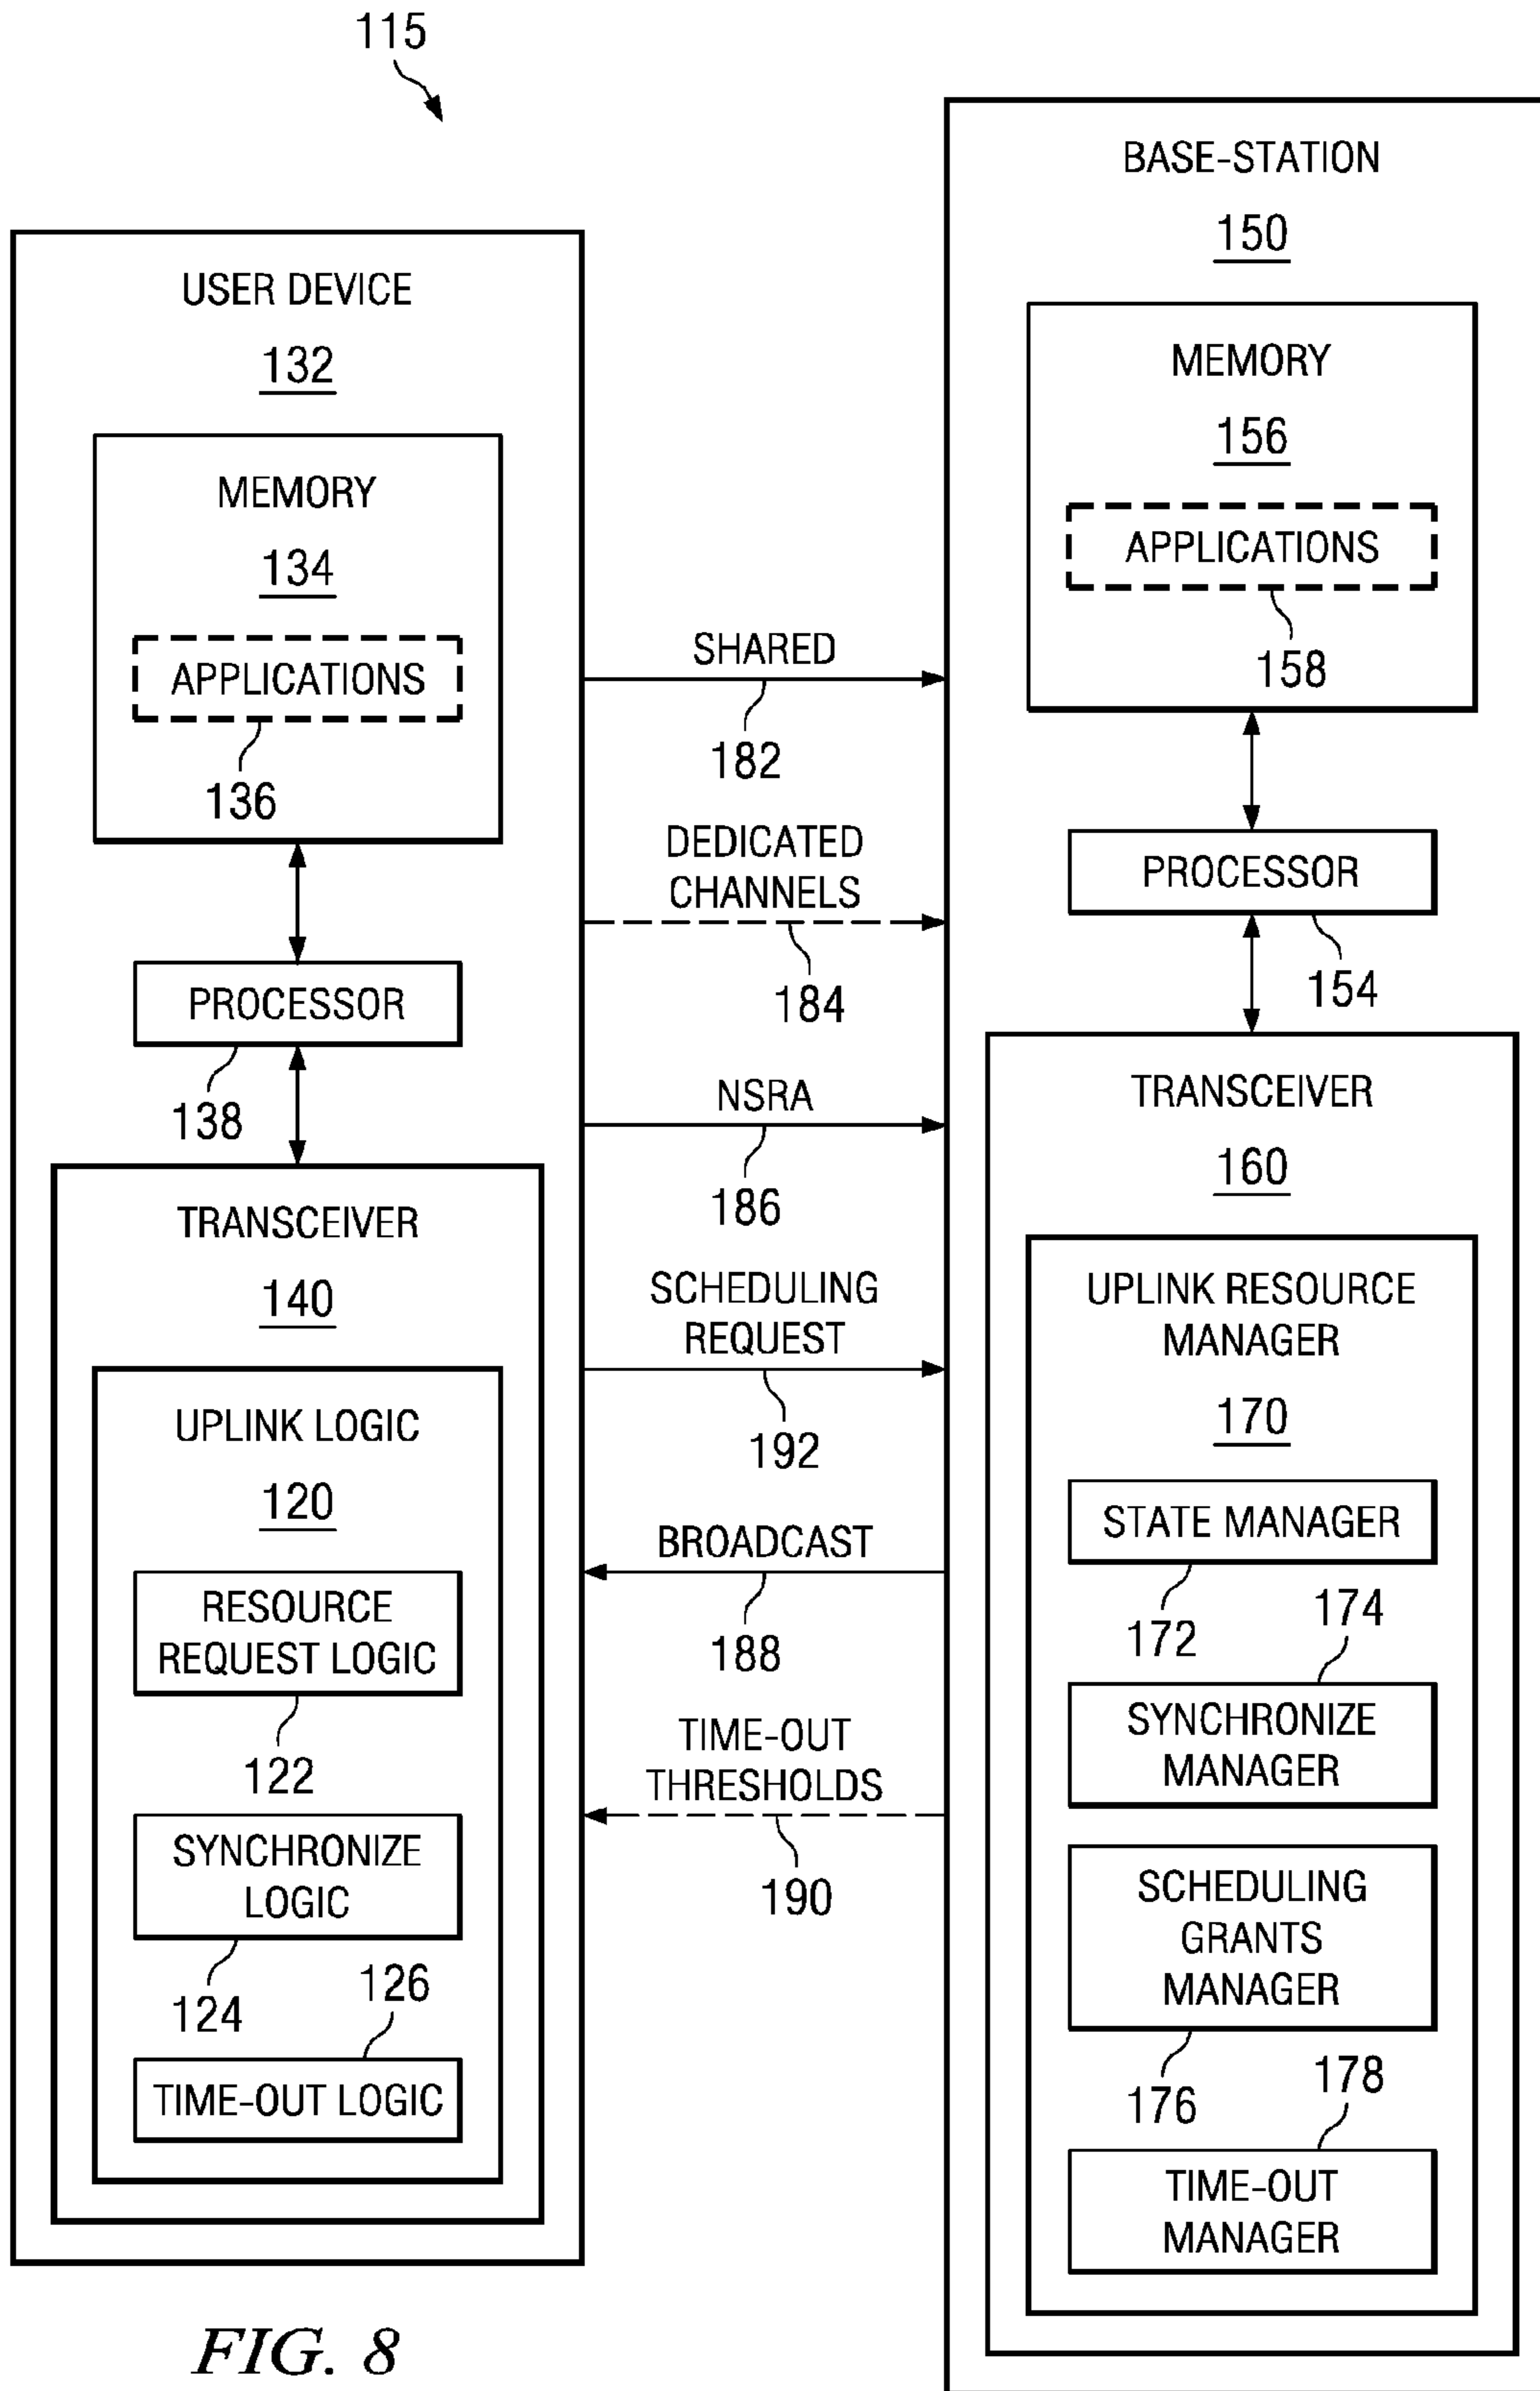 115
USER DEVICE
132
MEMORY
134
APPLICATIONS
136
PROCESSOR
138
TRANSCEIVER
140
UPLINK LOGIC
120
RESOURCE
REQUEST LOGIC
122
SYNCHRONIZE
LOGIC
124
126
TIME-OUT LOGIC
SHARED
182
DEDICATED
CHANNELS
184
NSRA
186
SCHEDULING
REQUEST
192
BROADCAST
188
TIME-OUT
THRESHOLDS
190
BASE-STATION
150
MEMORY
156
APPLICATIONS
158
PROCESSOR
154
TRANSCEIVER
160
UPLINK RESOURCE
MANAGER
170
STATE MANAGER
172
174
SYNCHRONIZE
MANAGER
SCHEDULING
GRANTS
MANAGER
176
178
TIME-OUT
MANAGER
FIG. 8